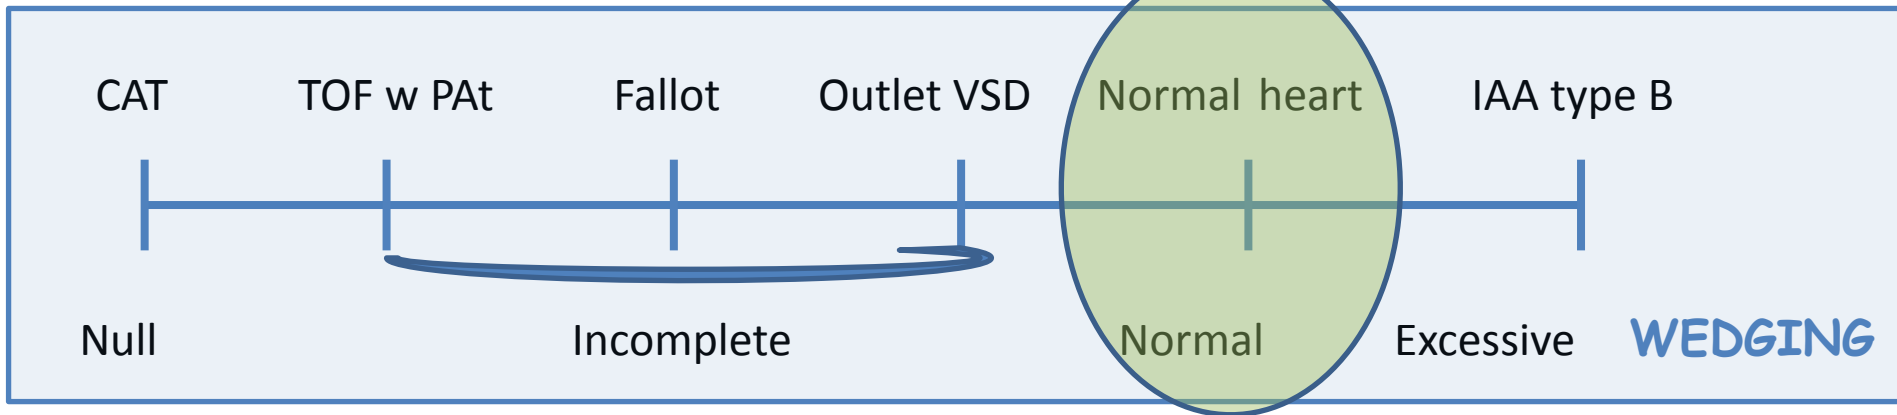 CAT TOF w PAt Fallot Outlet VSD Normal heart IAA type B
Null Incomplete Normal Excessive WEDGING